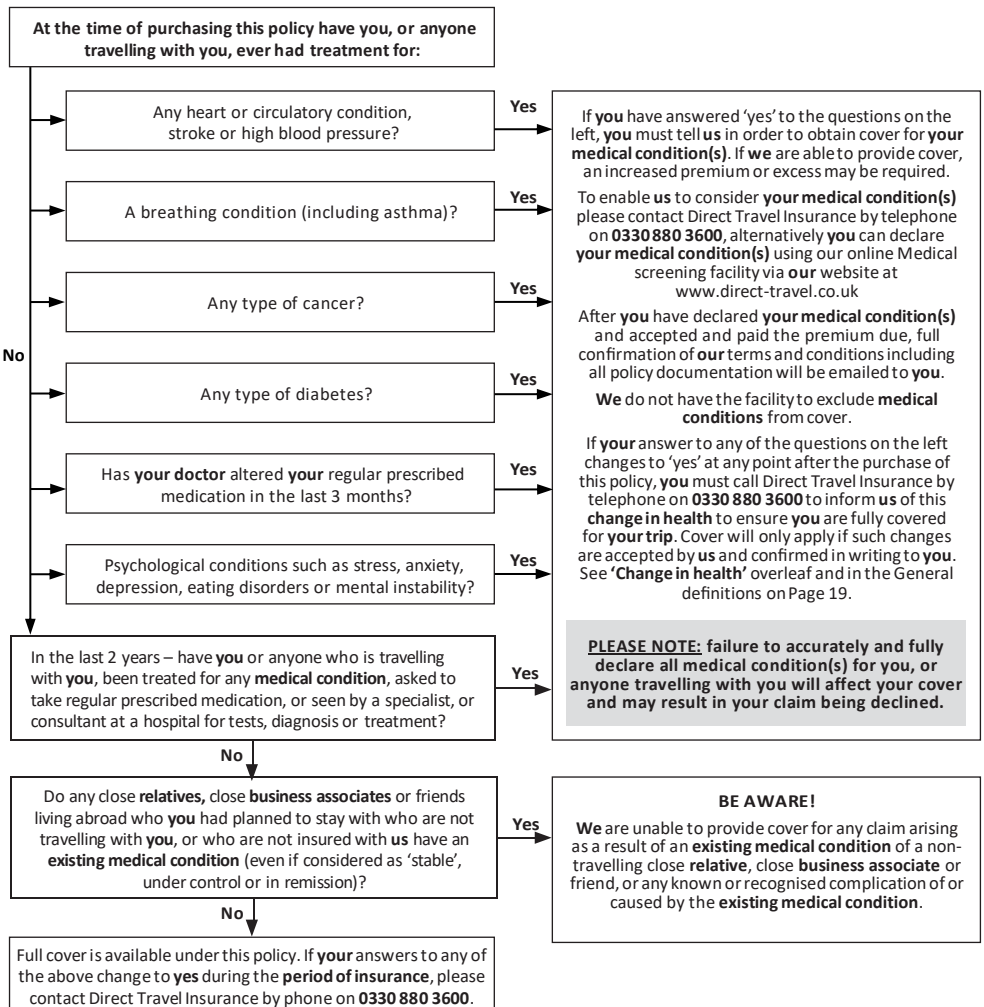 At the time of purchasing this policy have you, or anyone
travelling with you, ever had treatment for:
Any heart or circulatory condition,
stroke or high blood pressure?
Yes
A breathing condition (including asthma)?
Yes
Any type of cancer?
Yes
No
Any type of diabetes?
Yes
Has your doctor altered your regular prescribed
medication in the last 3 months?
Yes
Psychological conditions such as stress, anxiety,
depression, eating disorders or mental instability?
Yes
If you have answered ‘yes’ to the questions on the
left, you must tell us in order to obtain cover for your
medical condition(s). If we are able to provide cover,
an increased premium or excess may be required.
To enable us to consider your medical condition(s)
please contact Direct Travel Insurance by telephone
on 0330 880 3600, alternatively you can declare
your medical condition(s) using our online Medical
screening facility via our website at
www.direct-travel.co.uk
After you have declared your medical condition(s)
and accepted and paid the premium due, full
confirmation of our terms and conditions including
all policy documentation will be emailed to you.
We do not have the facility to exclude medical
conditions from cover.
If your answer to any of the questions on the left
changes to ‘yes’ at any point after the purchase of
this policy, you must call Direct Travel Insurance by
telephone on 0330 880 3600 to inform us of this
change in health to ensure you are fully covered
for your trip. Cover will only apply if such changes
are accepted by us and confirmed in writing to you.
See ‘Change in health’ overleaf and in the General
definitions on Page 19.
PLEASE NOTE: failure to accurately and fully
declare all medical condition(s) for you, or
anyone travelling with you will affect your cover
and may result in your claim being declined.
In the last 2 years – have you or anyone who is travelling
with you, been treated for any medical condition, asked to
take regular prescribed medication, or seen by a specialist, or
consultant at a hospital for tests, diagnosis or treatment?
Yes
No
Do any close relatives, close business associates or friends
living abroad who you had planned to stay with who are not
travelling with you, or who are not insured with us have an
existing medical condition (even if considered as ‘stable’,
under control or in remission)?
Yes
BE AWARE!
We are unable to provide cover for any claim arising
as a result of an existing medical condition of a non-
travelling close relative, close business associate or
friend, or any known or recognised complication of or
caused by the existing medical condition.
No
Full cover is available under this policy. If your answers to any of
the above change to yes during the period of insurance, please
contact Direct Travel Insurance by phone on 0330 880 3600.